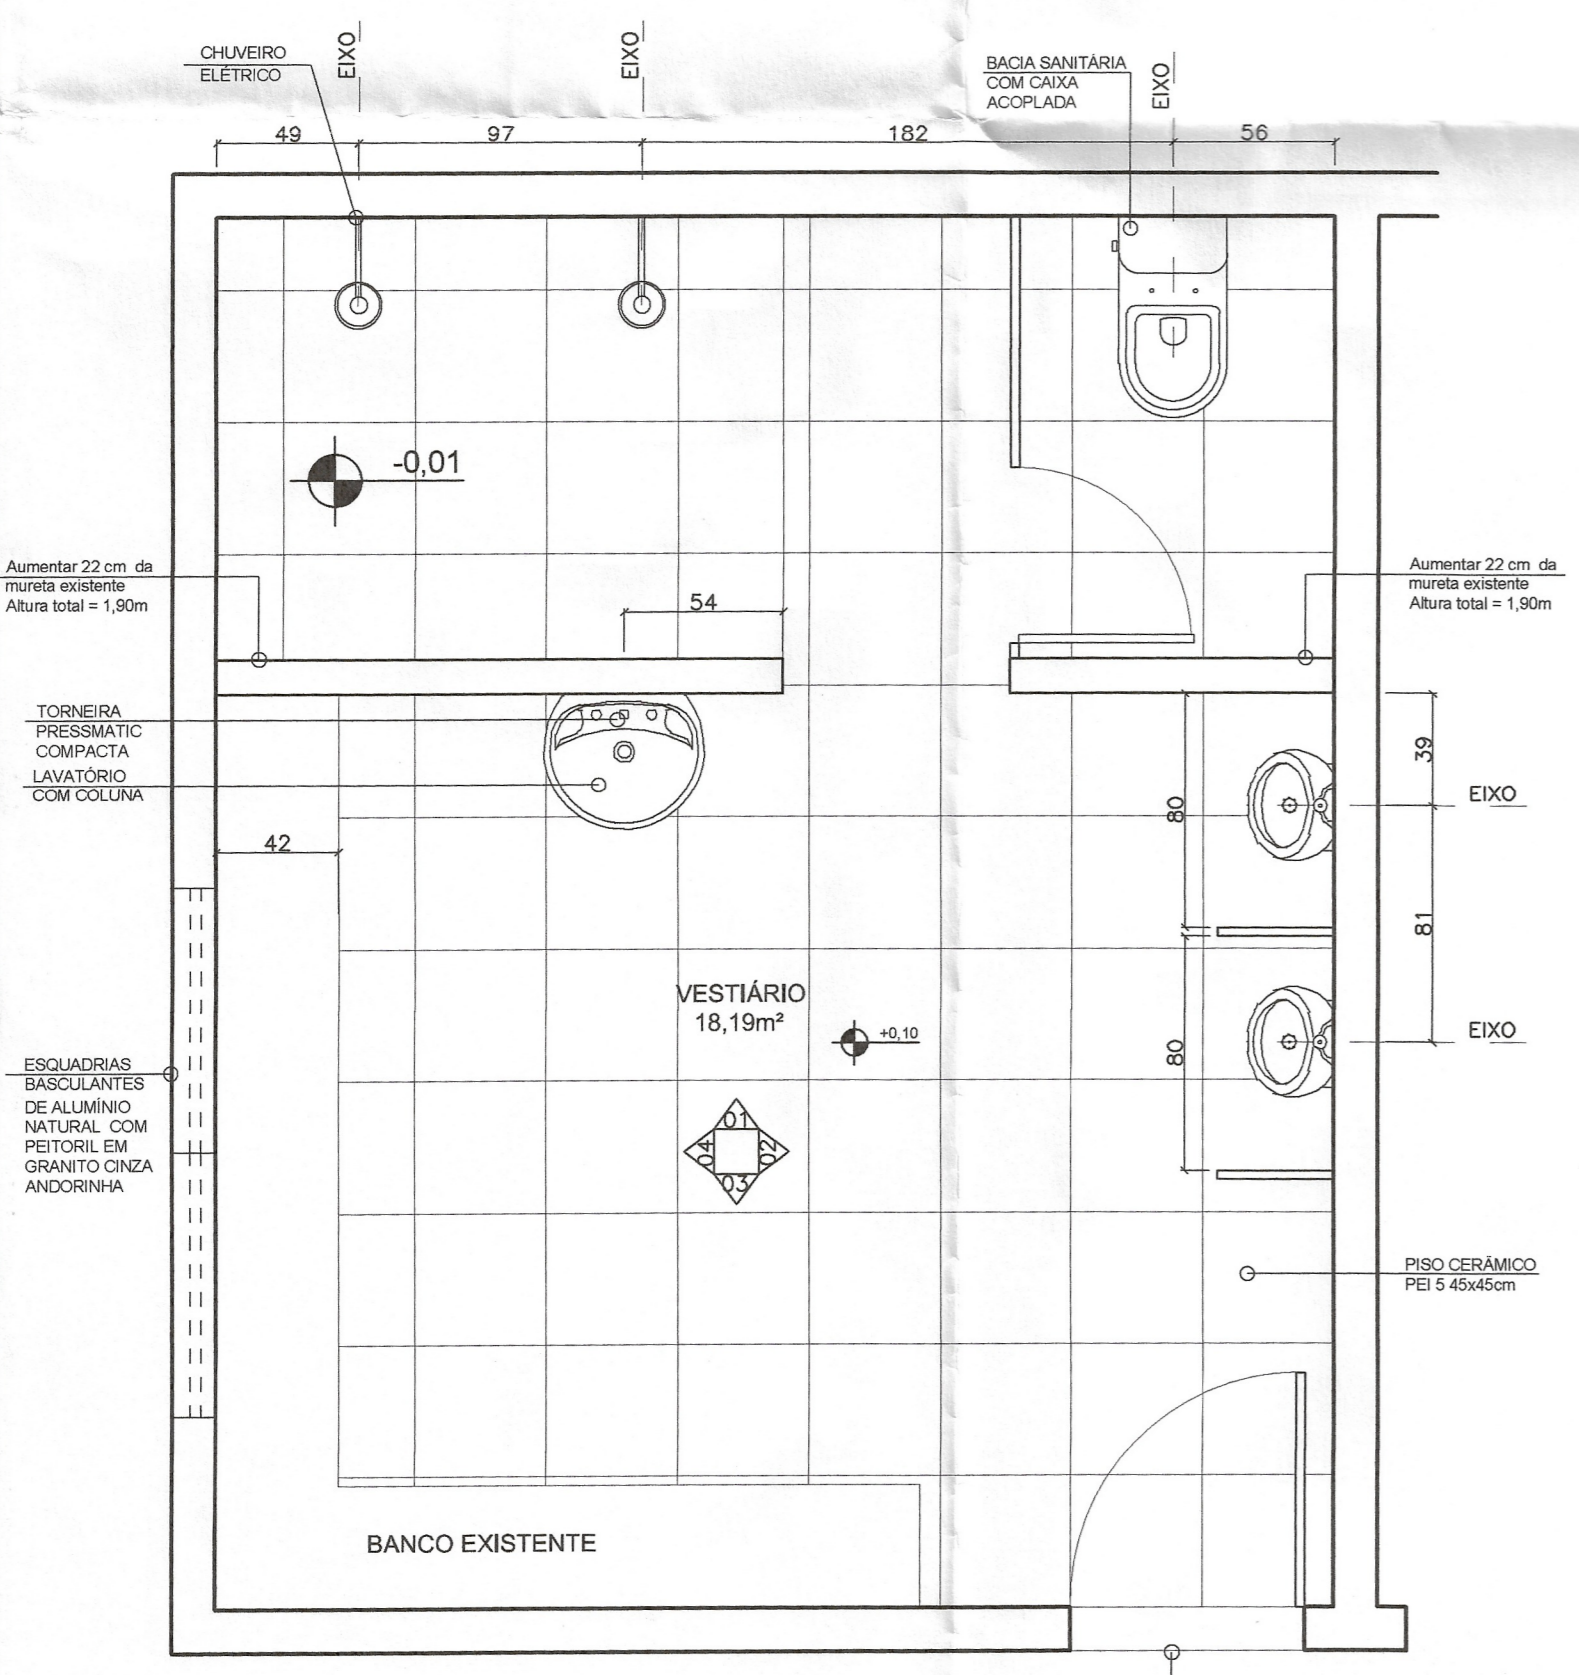 CHUVEIRO
ELÉTRICO
EIXO
EIXO
BACIA SANITÁRIA
COM CAIXA
ACOPLADA
EIXO
49
97
182
56
-0,01
Aumentar 22 cm da
mureta existente
Altura total = 1,90m
54
Aumentar 22 cm da
mureta existente
Altura total = 1,90m
TORNEIRA
PRESSMATIC
COMPACTA
LAVATÓRIO
COM COLUNA
39
80
EIXO
42
81
VESTIÁRIO
18,19m²
+0,10
EIXO
80
ESQUADRIAS
BASCULANTES
DE ALUMÍNIO
NATURAL COM
PEITORIL EM
GRANITO CINZA
ANDORINHA
01
04
02
03
PISO CERÂMICO
PEI 5 45x45cm
BANCO EXISTENTE